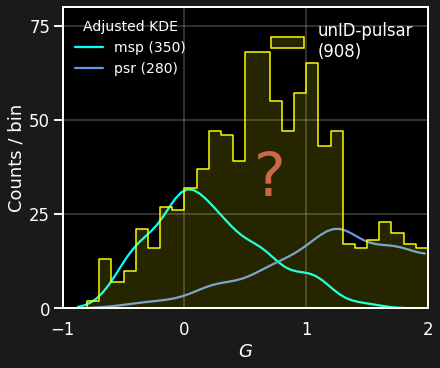 Adjusted KDE
msp (350)
psr (280)
unID-pulsar
(908)
?
Counts / bin
75
50
25
0
−1
0
1
2
G